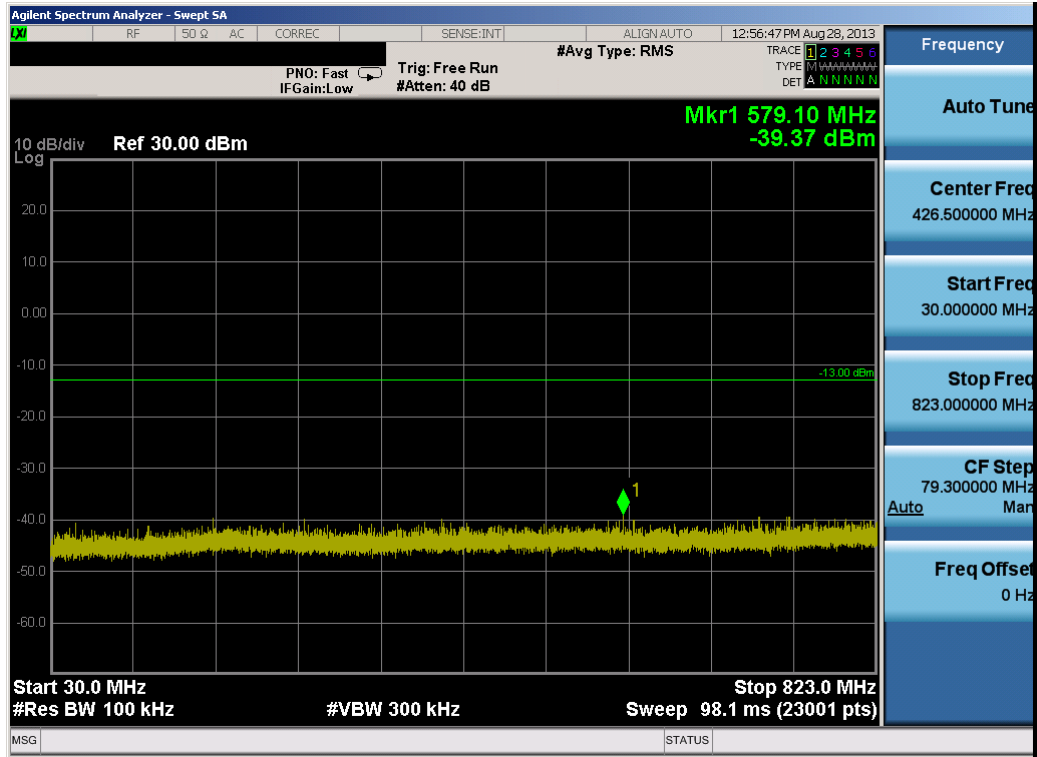 Agilent Spectrum Analyzer - Swept SA
LXI RF 50 Ω AC CORREC SENSE:INT ALIGN AUTO 12:56:47 PM Aug 28, 2013
#Avg Type: RMS TRACE 1 2 3 4 5 6
PNO: Fast Trig: Free Run TYPE M WWWWW
IFGain:Low #Atten: 40 dB DET A N N N N N
Mkr1 579.10 MHz
-39.37 dBm
10 dB/div Ref 30.00 dBm
Log
20.0
10.0
0.00
-10.0
-13.00 dBm
-20.0
-30.0
1
-40.0
-50.0
-60.0
Start 30.0 MHz Stop 823.0 MHz
#Res BW 100 kHz #VBW 300 kHz Sweep 98.1 ms (23001 pts)
MSG STATUS
Frequency
Auto Tune
Center Freq
426.500000 MHz
Start Freq
30.000000 MHz
Stop Freq
823.000000 MHz
CF Step
79.300000 MHz
Auto Man
Freq Offset
0 Hz